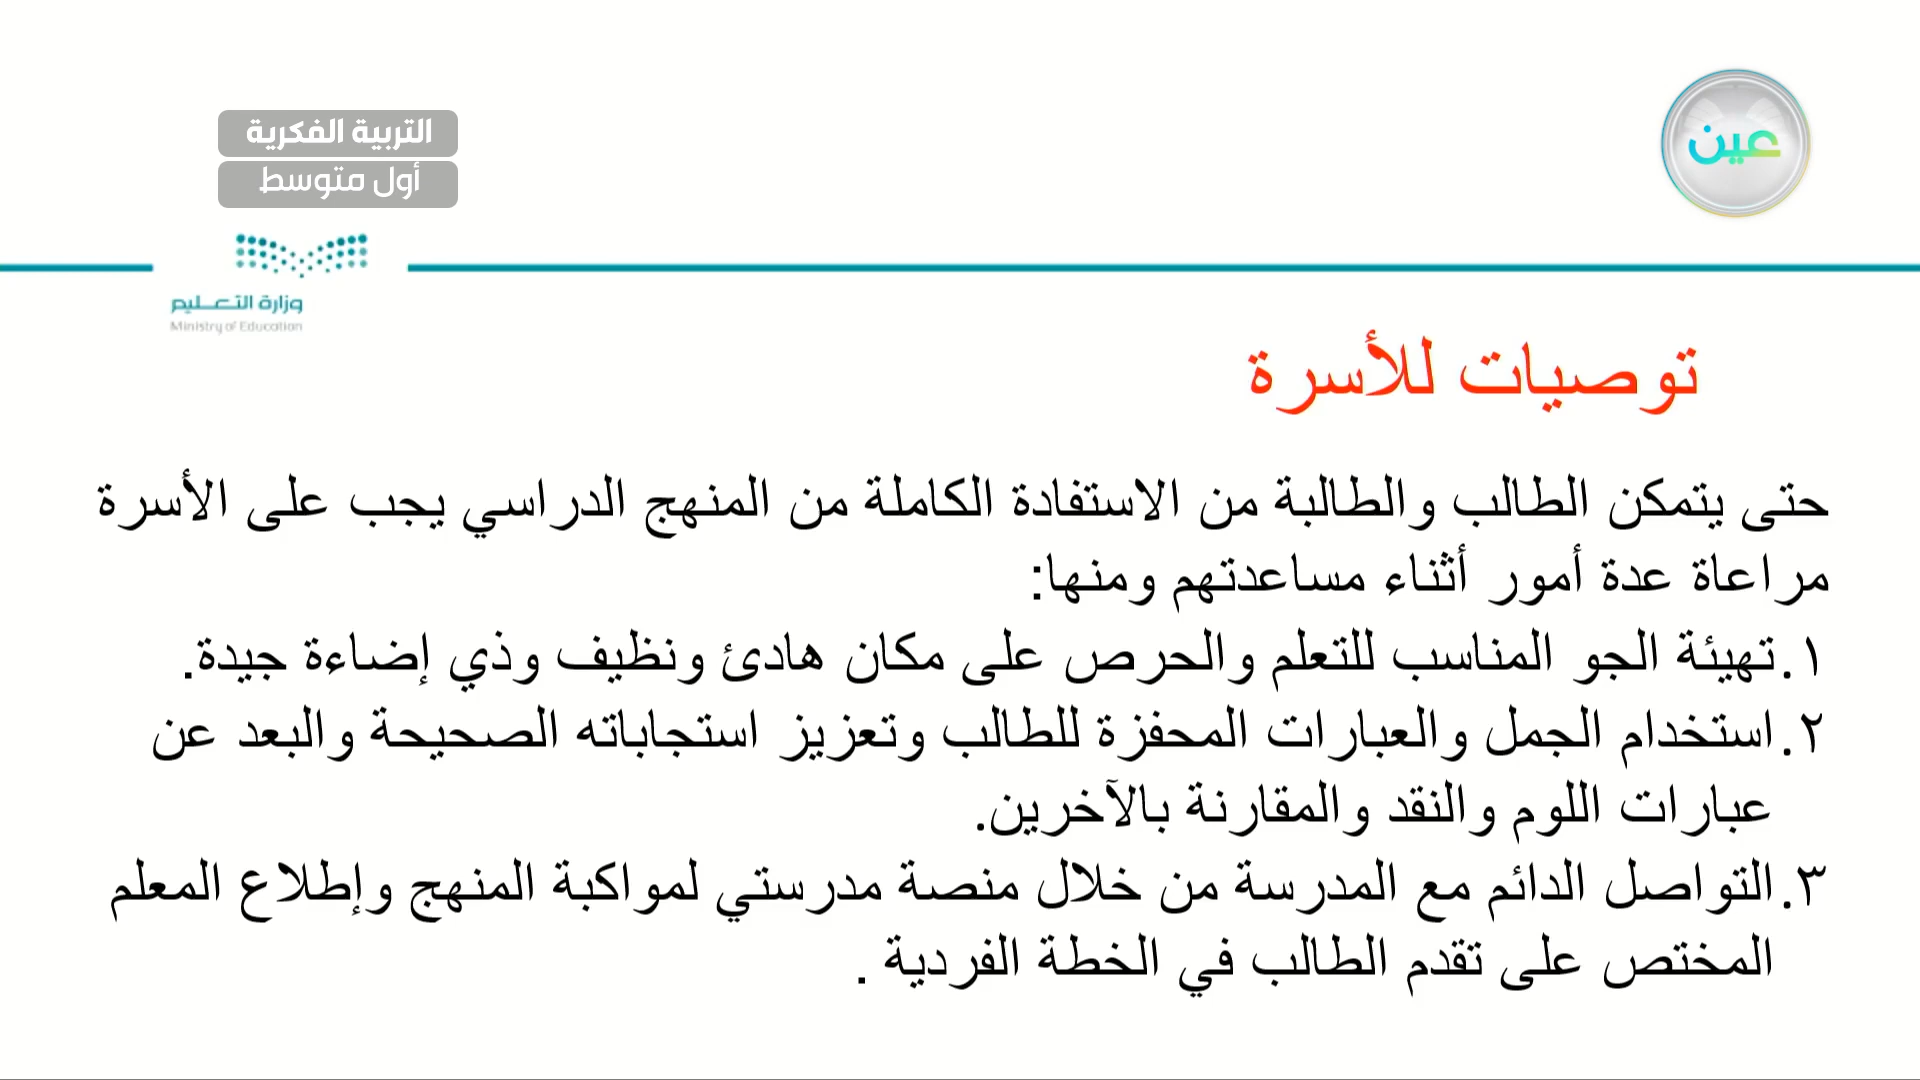 عين
التربية الفكرية
أول متوسط
وزارة التعـــليم
Ministry of Education
توصيات للأسرة
حتى يتمكن الطالب والطالبة من الاستفادة الكاملة من المنهج الدراسي يجب على الأسرة
مراعاة عدة أمور أثناء مساعدتهم ومنها:
١. تهيئة الجو المناسب للتعلم والحرص على مكان هادئ ونظيف وذي إضاءة جيدة.
٢. استخدام الجمل والعبارات المحفزة للطالب وتعزيز استجاباته الصحيحة والبعد عن
عبارات اللوم والنقد والمقارنة بالآخرين.
٣. التواصل الدائم مع المدرسة من خلال منصة مدرستي لمواكبة المنهج وإطلاع المعلم
المختص على تقدم الطالب في الخطة الفردية .